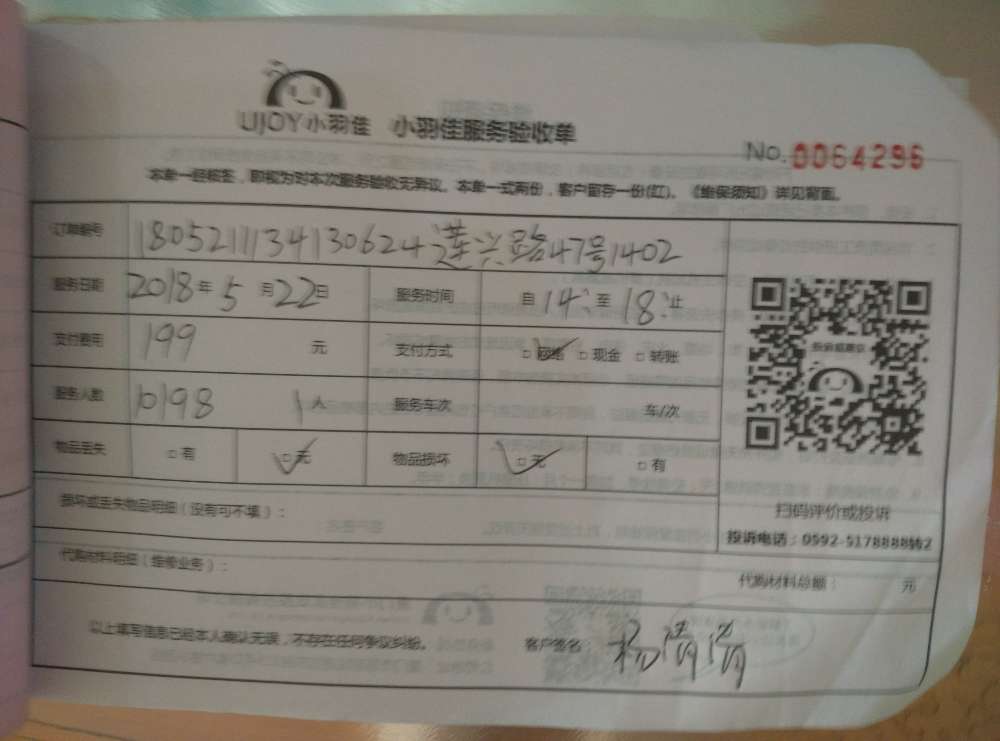 UJOY小羽佳 小羽佳服务验收单
No. 0064296
本单一经核签，即视为对本次服务验收无异议。本单一式两份，客户留存一份(红)。《维保须知》详见背面。
订单编号 1805211134130624 莲兴路47号1402
服务日期 2018年5月22日 服务时间 自14:至18:止
支付费用 199 元 支付方式 □网络 □现金 □转账
服务人数 10198 1人 服务车次 车/次
物品丢失 □有 □无 物品损坏 □无 □有
损坏或丢失物品明细（没有可不填）：
扫码评价或投诉
投诉电话：0592-5178888转2
代购材料明细（维修业务）： 代购材料总额： 元
以上填写信息已经本人确认无误，不存在任何争议纠纷。 客户签名： 杨清清